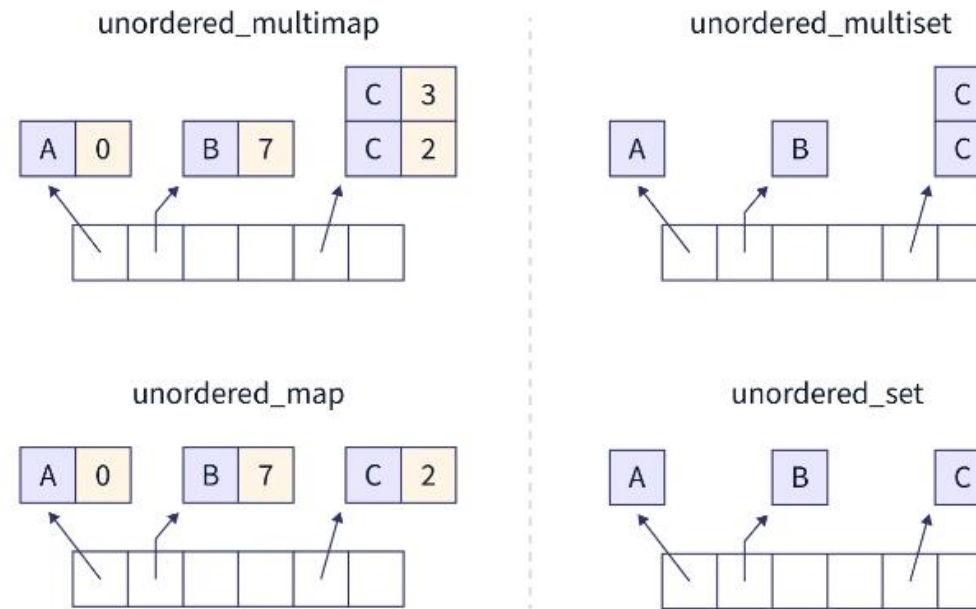 unordered_multimap
C 3
A 0 B 7 C 2
unordered_multiset
C
A B C
unordered_map
A 0 B 7 C 2
unordered_set
A B C